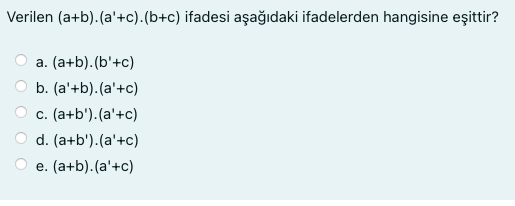 Verilen (a+b).(a'+c).(b+c) ifadesi aşağıdaki ifadelerden hangisine eşittir?
a. (a+b).(b'+c)
b. (a'+b).(a'+c)
c. (a+b').(a'+c)
d. (a+b').(a'+c)
e. (a+b).(a'+c)